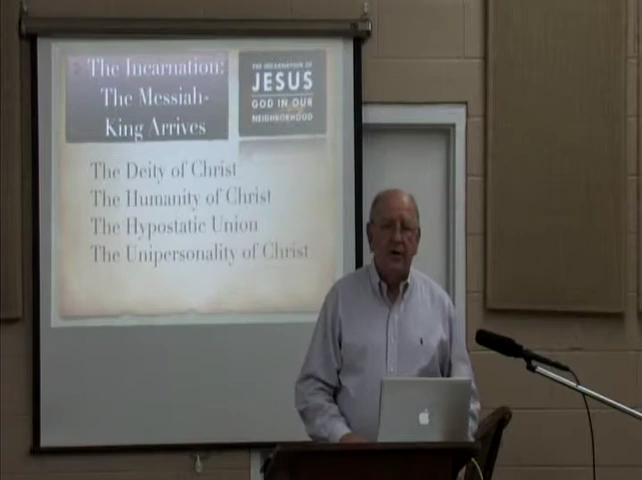 The Incarnation:
The Messiah-
King Arrives
THE INCARNATION OF
JESUS
GOD IN OUR
NEIGHBORHOOD
The Deity of Christ
The Humanity of Christ
The Hypostatic Union
The Unipersonality of Christ